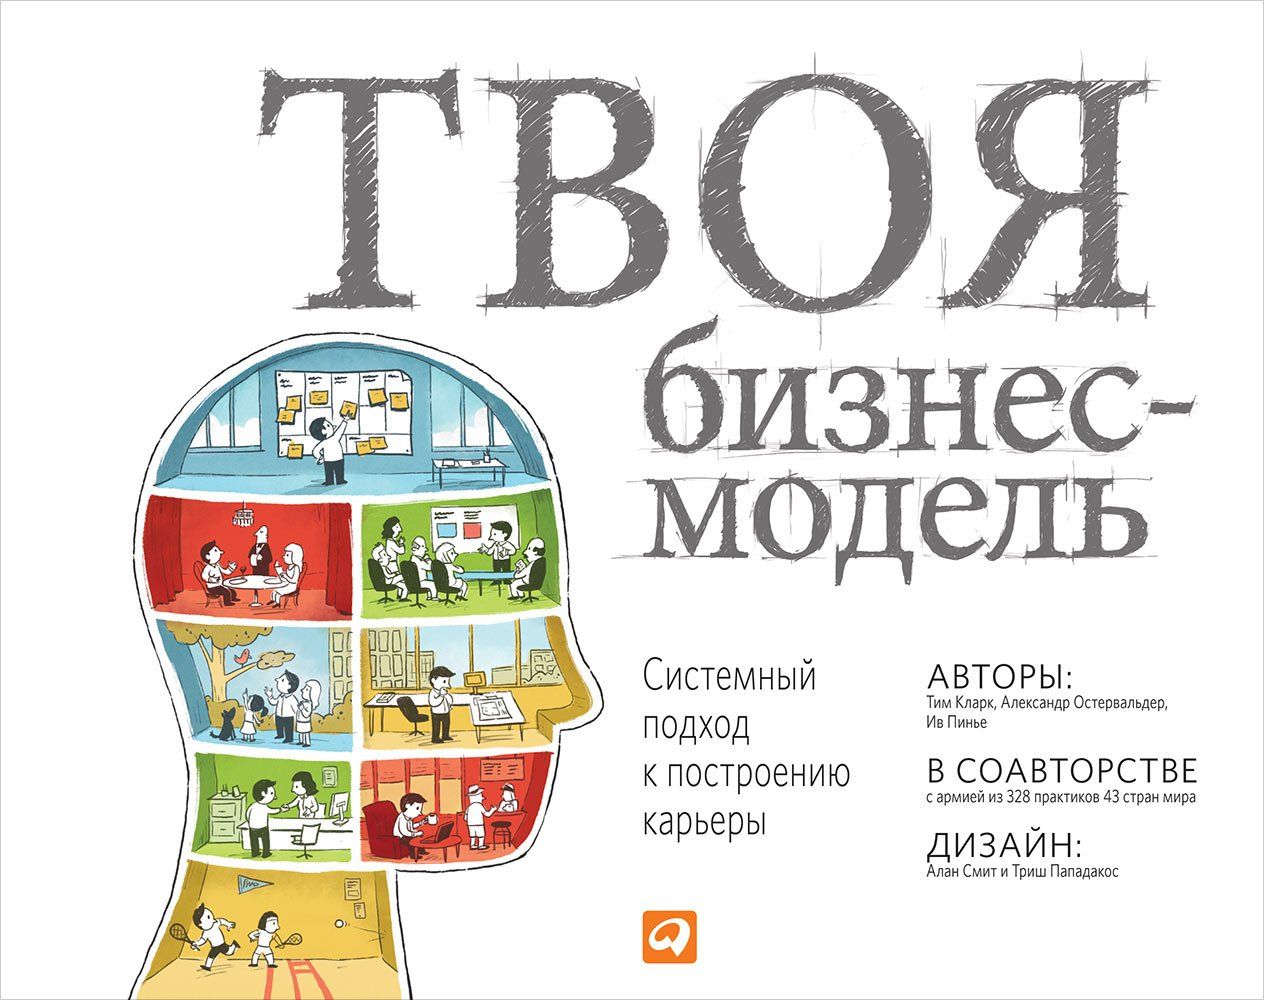 ТВОЯ
бизнес-
модель
Системный
подход
к построению
карьеры
АВТОРЫ:
Тим Кларк, Александр Остервальдер,
Ив Пинье
В СОАВТОРСТВЕ
с армией из 328 практиков 43 стран мира
ДИЗАЙН:
Алан Смит и Триш Пападакос